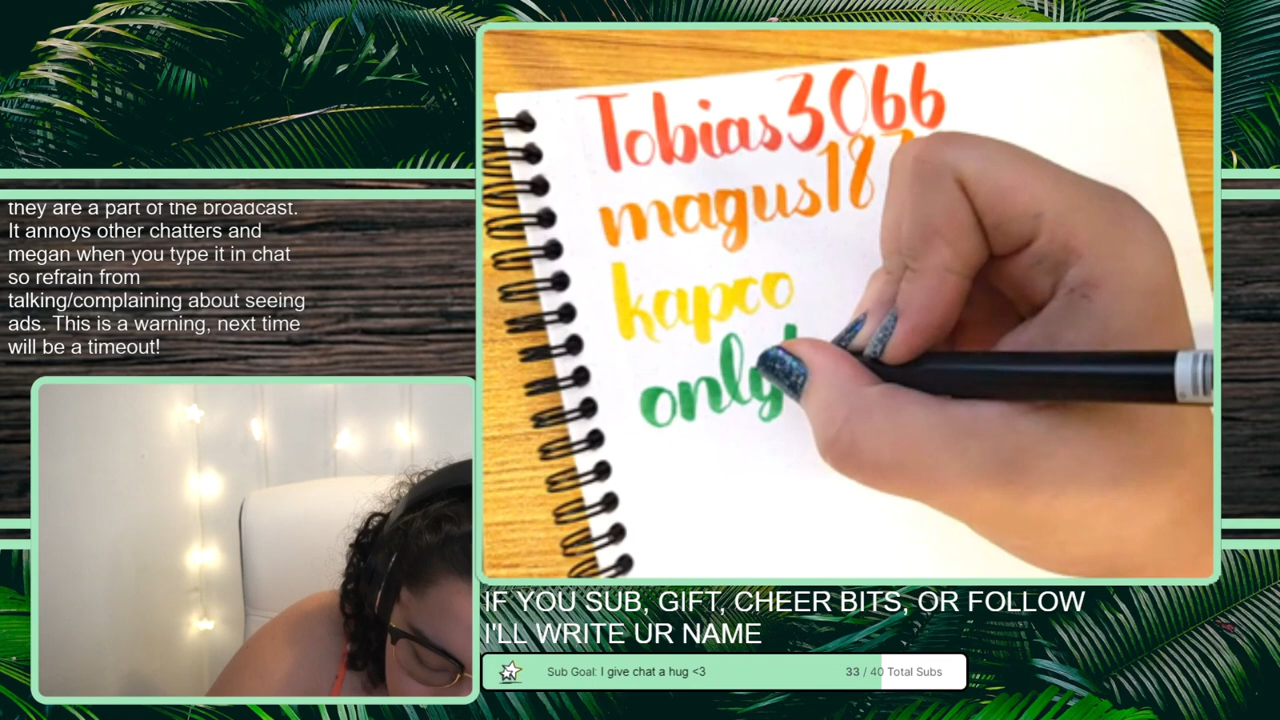 they are a part of the broadcast.
It annoys other chatters and
megan when you type it in chat
so refrain from
talking/complaining about seeing
ads. This is a warning, next time
will be a timeout!
Tobias3066
magus187
kapco
only
IF YOU SUB, GIFT, CHEER BITS, OR FOLLOW
I'LL WRITE UR NAME
Sub Goal: I give chat a hug <3 33 / 40 Total Subs